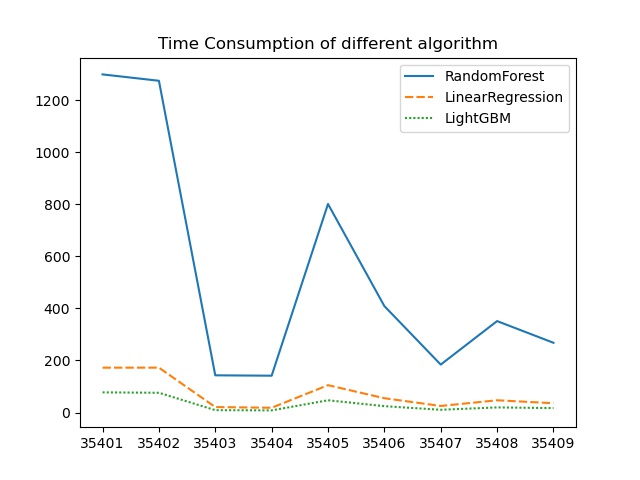 Time Consumption of different algorithm
RandomForest
LinearRegression
LightGBM
1200
1000
800
600
400
200
0
35401 35402 35403 35404 35405 35406 35407 35408 35409